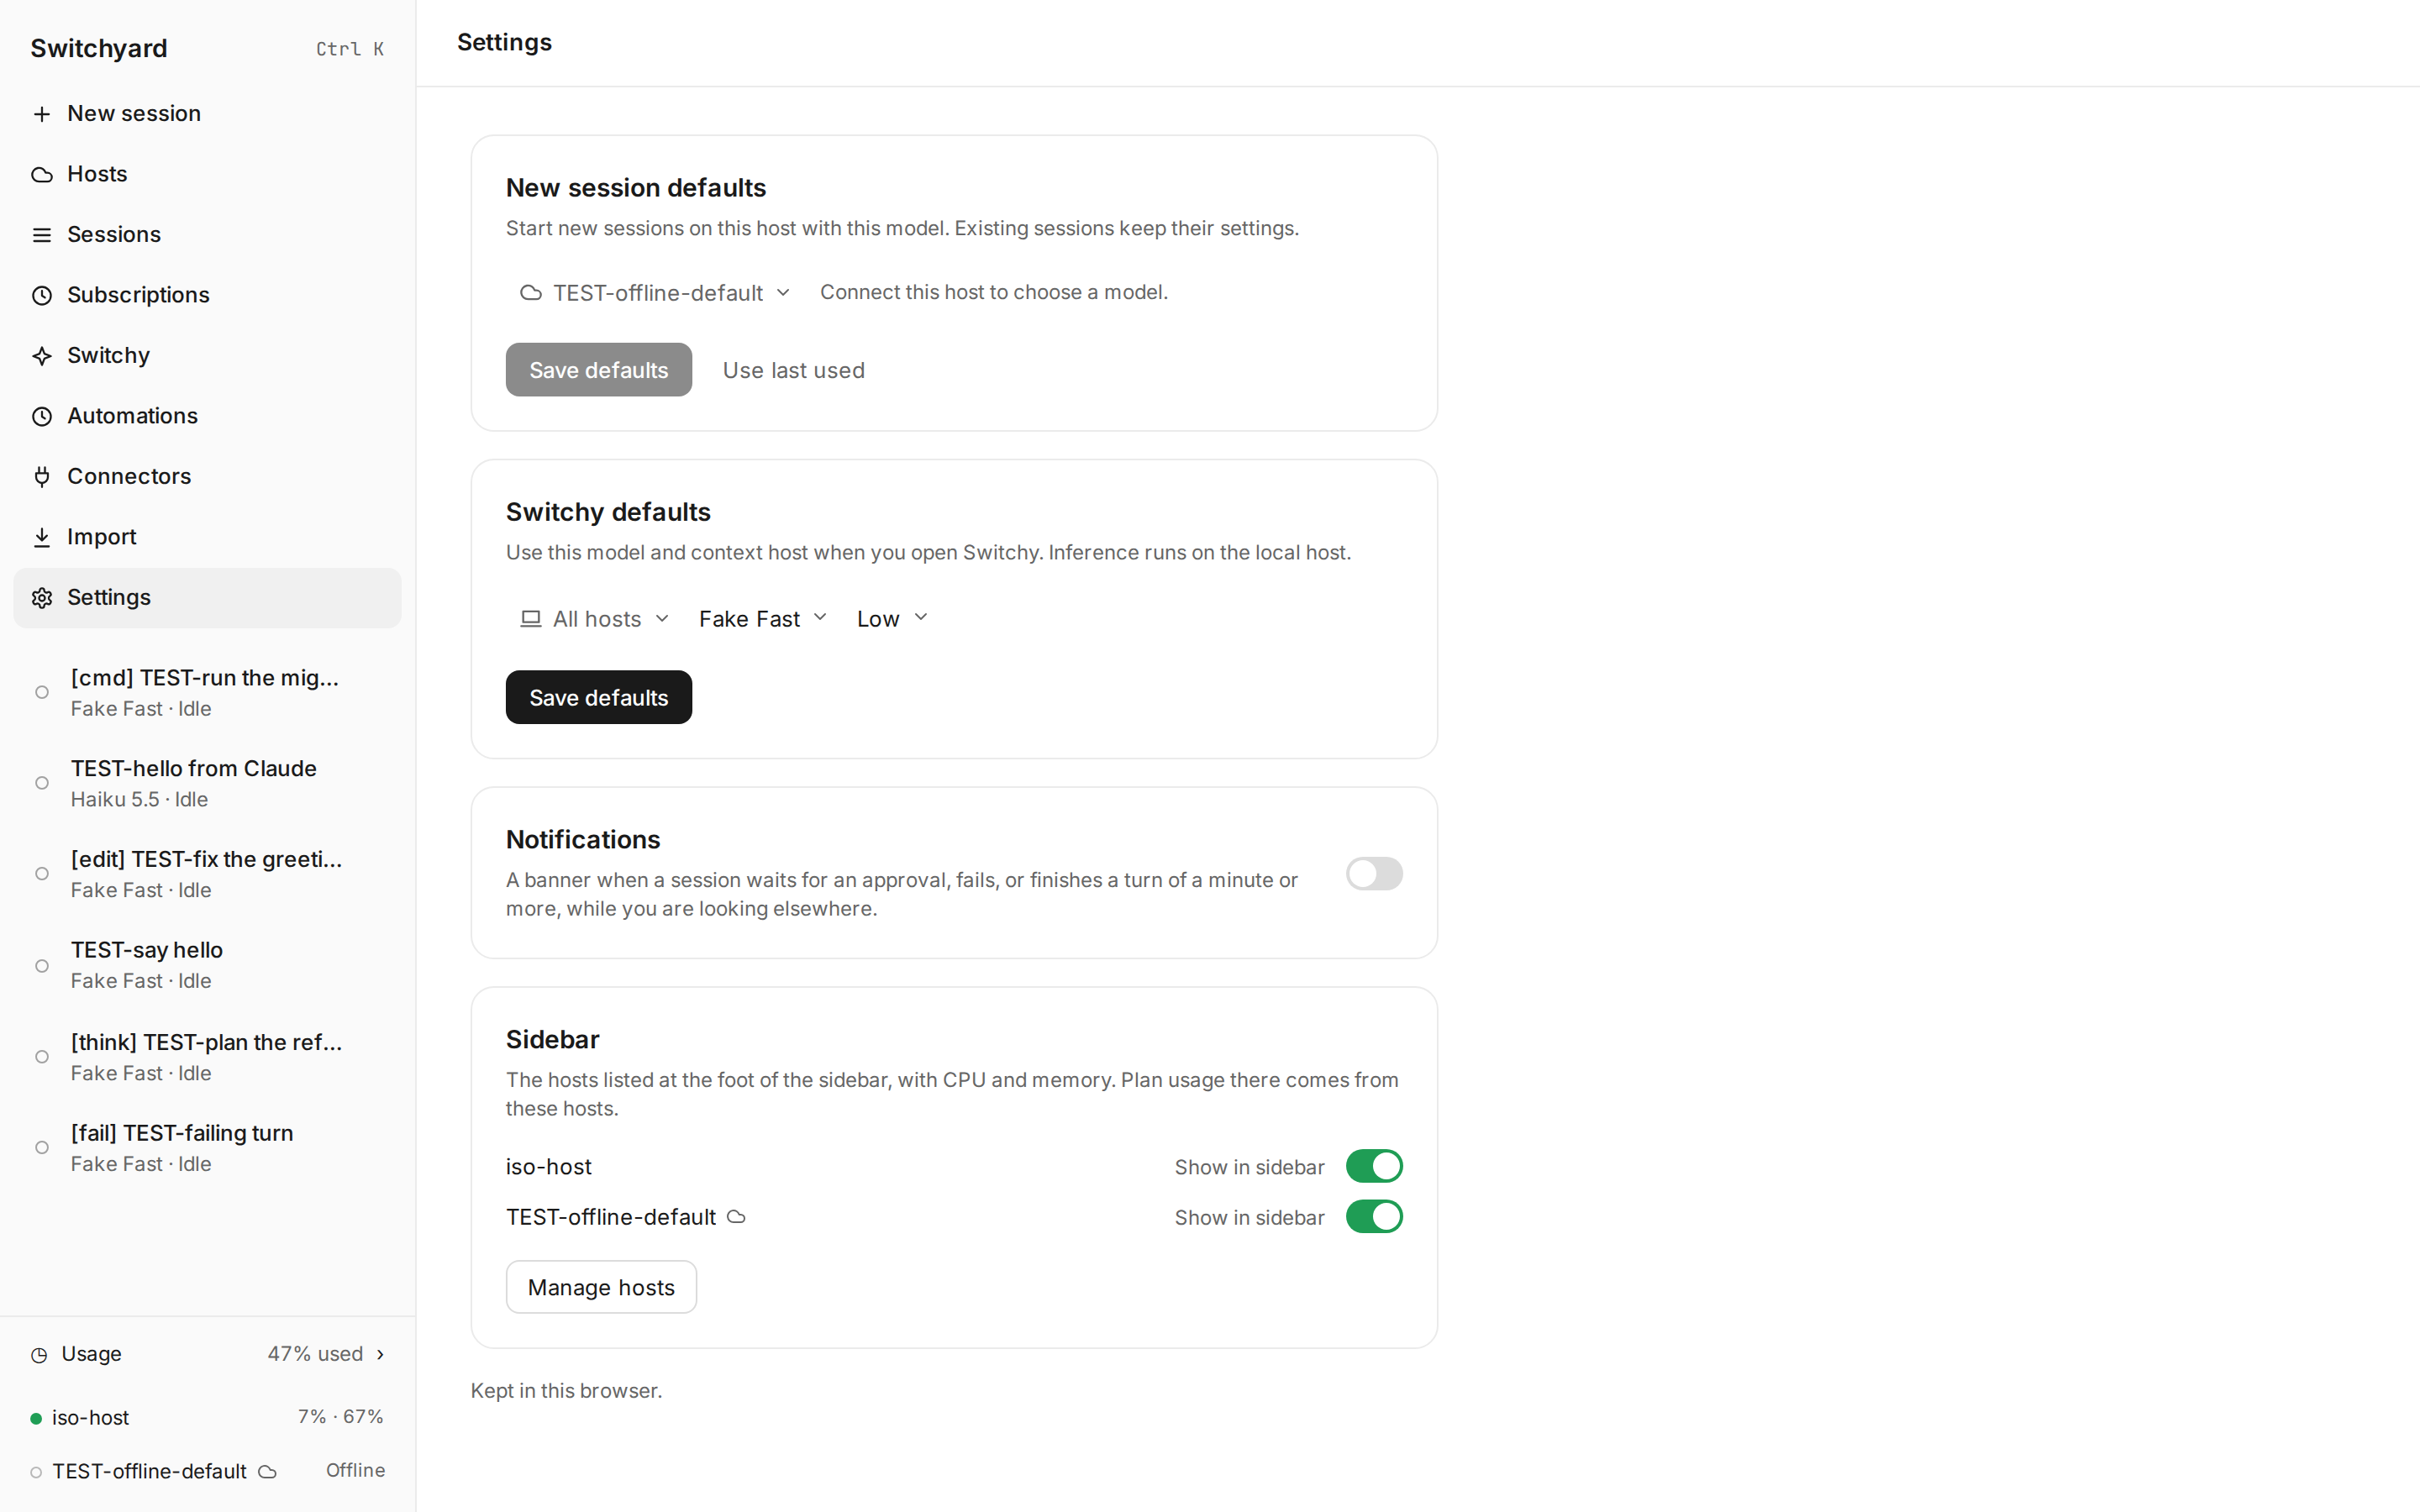 Switchyard
Ctrl K
New session
Hosts
Sessions
Subscriptions
Switchy
Automations
Connectors
Import
Settings
[cmd] TEST-run the mig...
Fake Fast · Idle
TEST-hello from Claude
Haiku 5.5 · Idle
[edit] TEST-fix the greeti...
Fake Fast · Idle
TEST-say hello
Fake Fast · Idle
[think] TEST-plan the ref...
Fake Fast · Idle
[fail] TEST-failing turn
Fake Fast · Idle
Usage 47% used
iso-host 7% · 67%
TEST-offline-default Offline
Settings
New session defaults
Start new sessions on this host with this model. Existing sessions keep their settings.
TEST-offline-default Connect this host to choose a model.
Save defaults Use last used
Switchy defaults
Use this model and context host when you open Switchy. Inference runs on the local host.
All hosts Fake Fast Low
Save defaults
Notifications
A banner when a session waits for an approval, fails, or finishes a turn of a minute or
more, while you are looking elsewhere.
Sidebar
The hosts listed at the foot of the sidebar, with CPU and memory. Plan usage there comes from
these hosts.
iso-host Show in sidebar
TEST-offline-default Show in sidebar
Manage hosts
Kept in this browser.